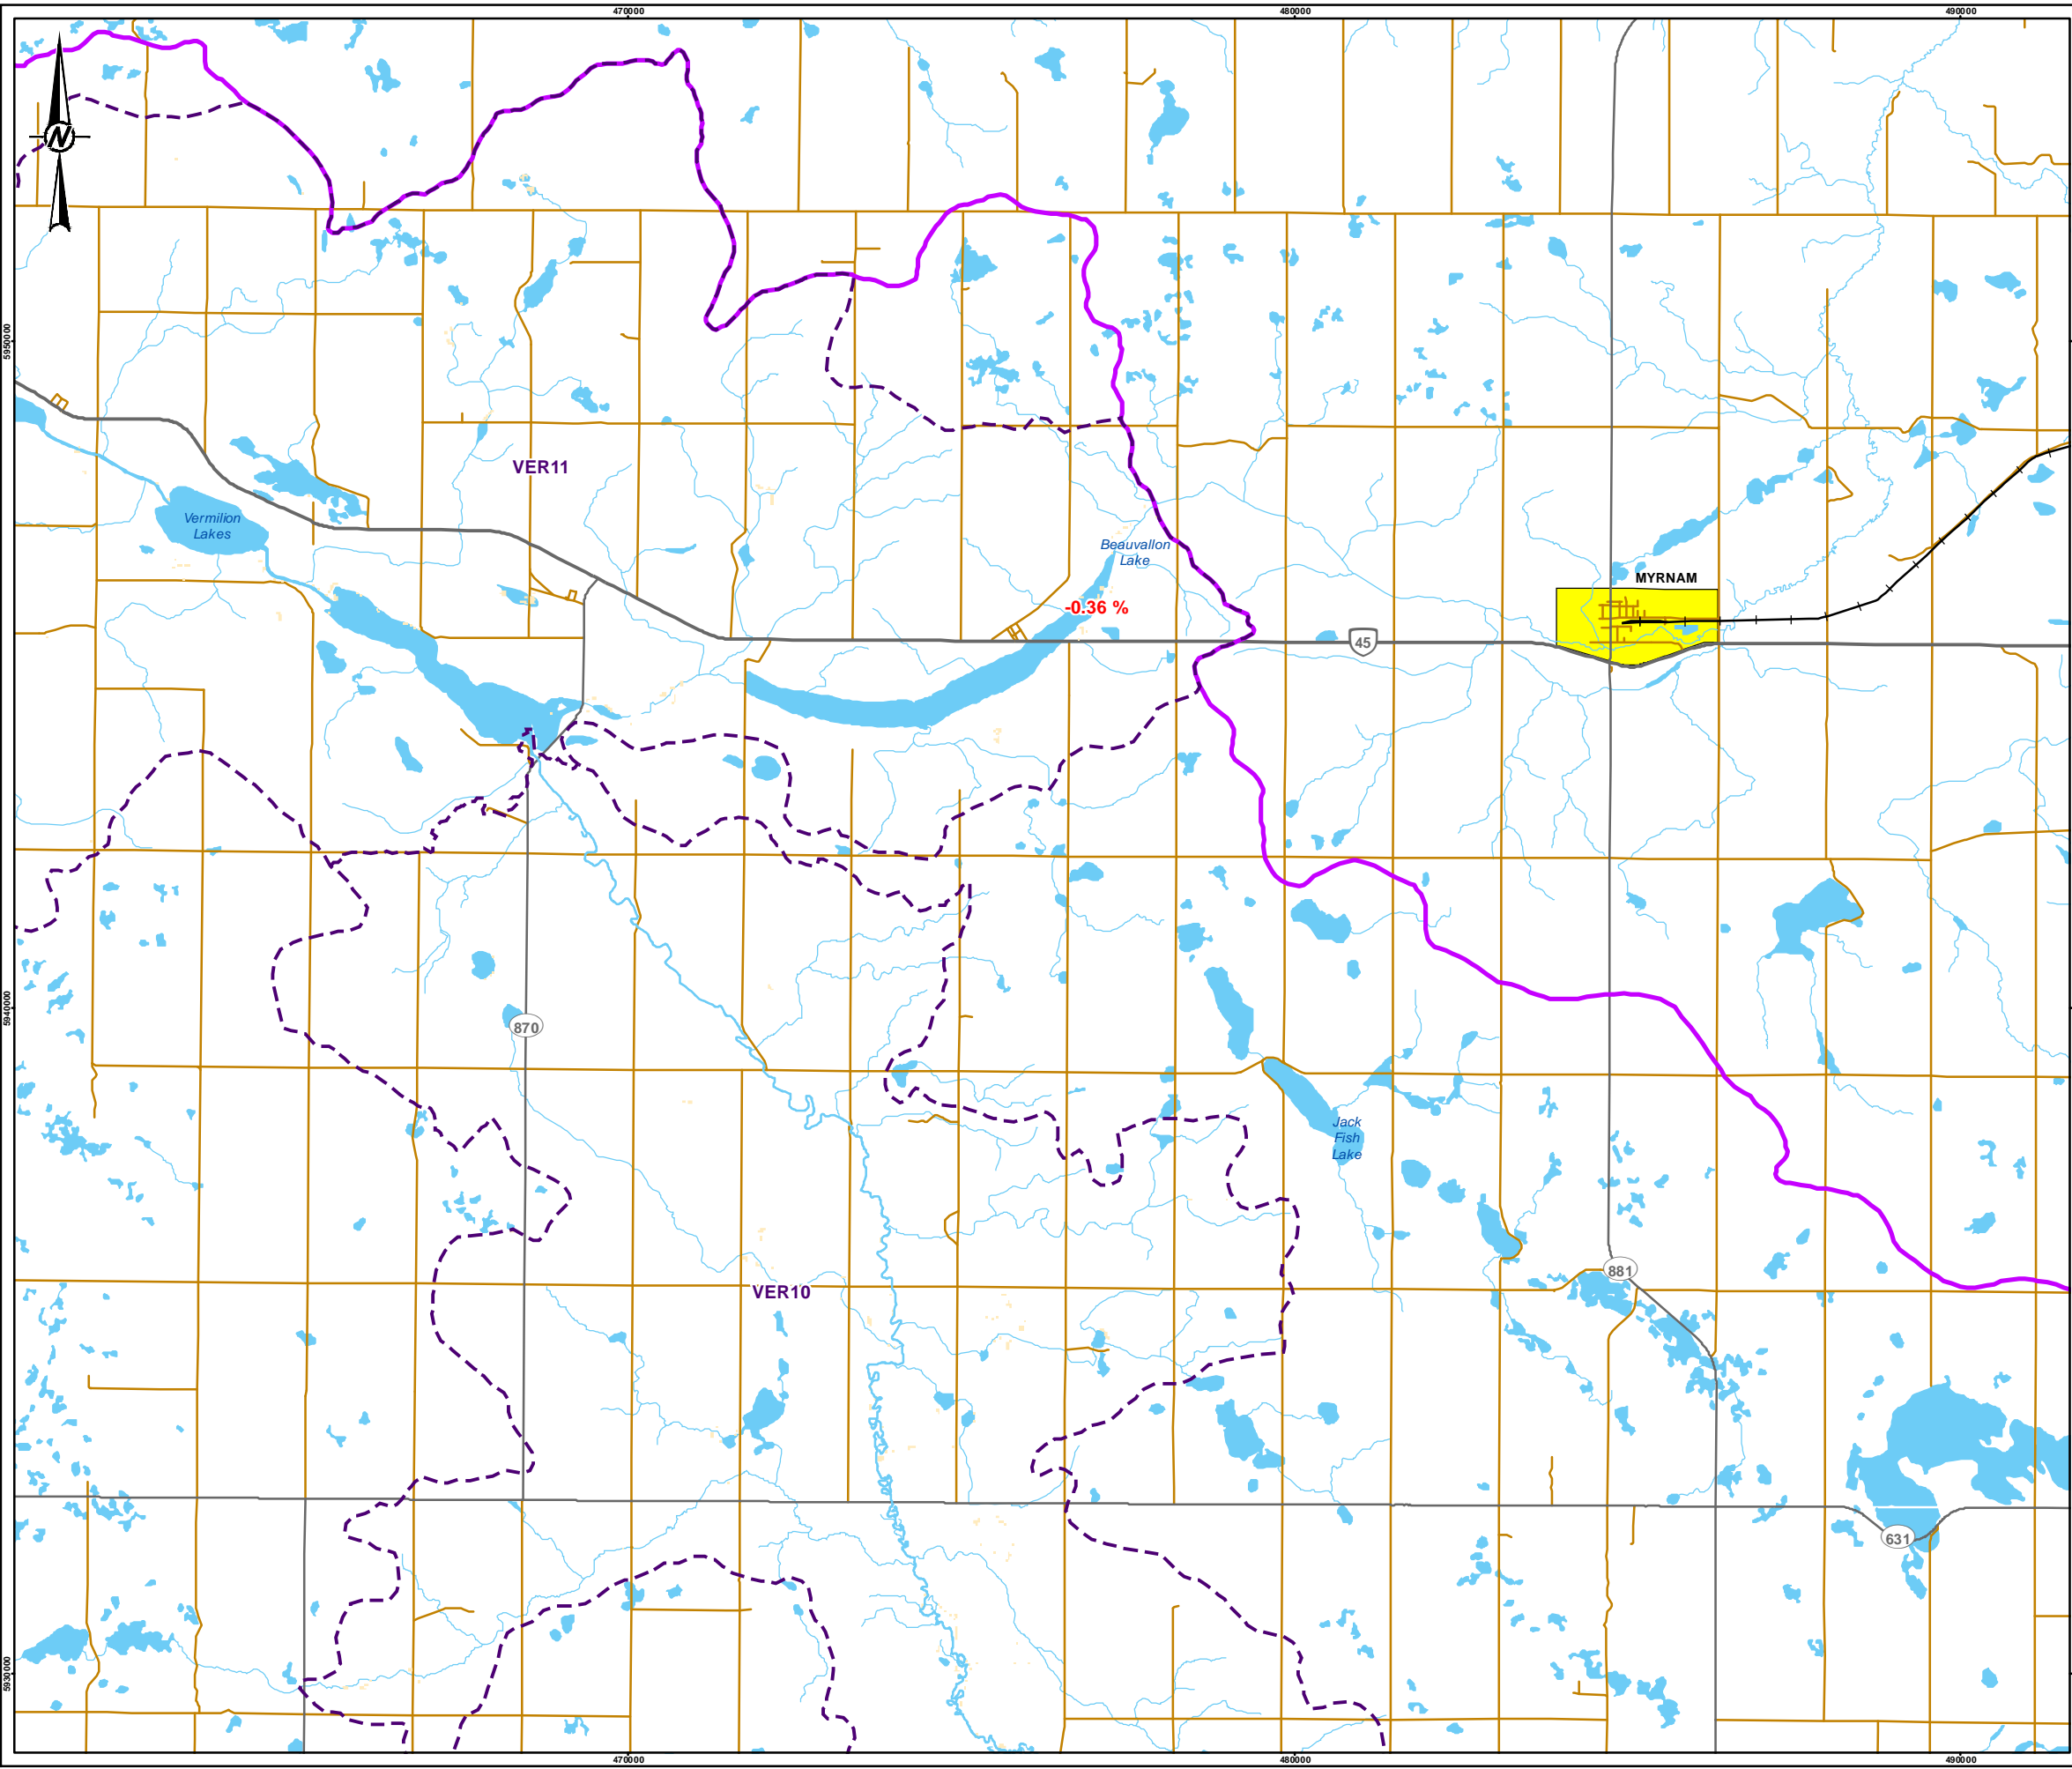 470000
480000
490000
N
5950000
VER11
Vermilion
Lakes
Beauvallon
Lake
MYRNAM
-0.36 %
45
5940000
870
Jack
Fish
Lake
881
VER10
631
5930000
470000
480000
490000